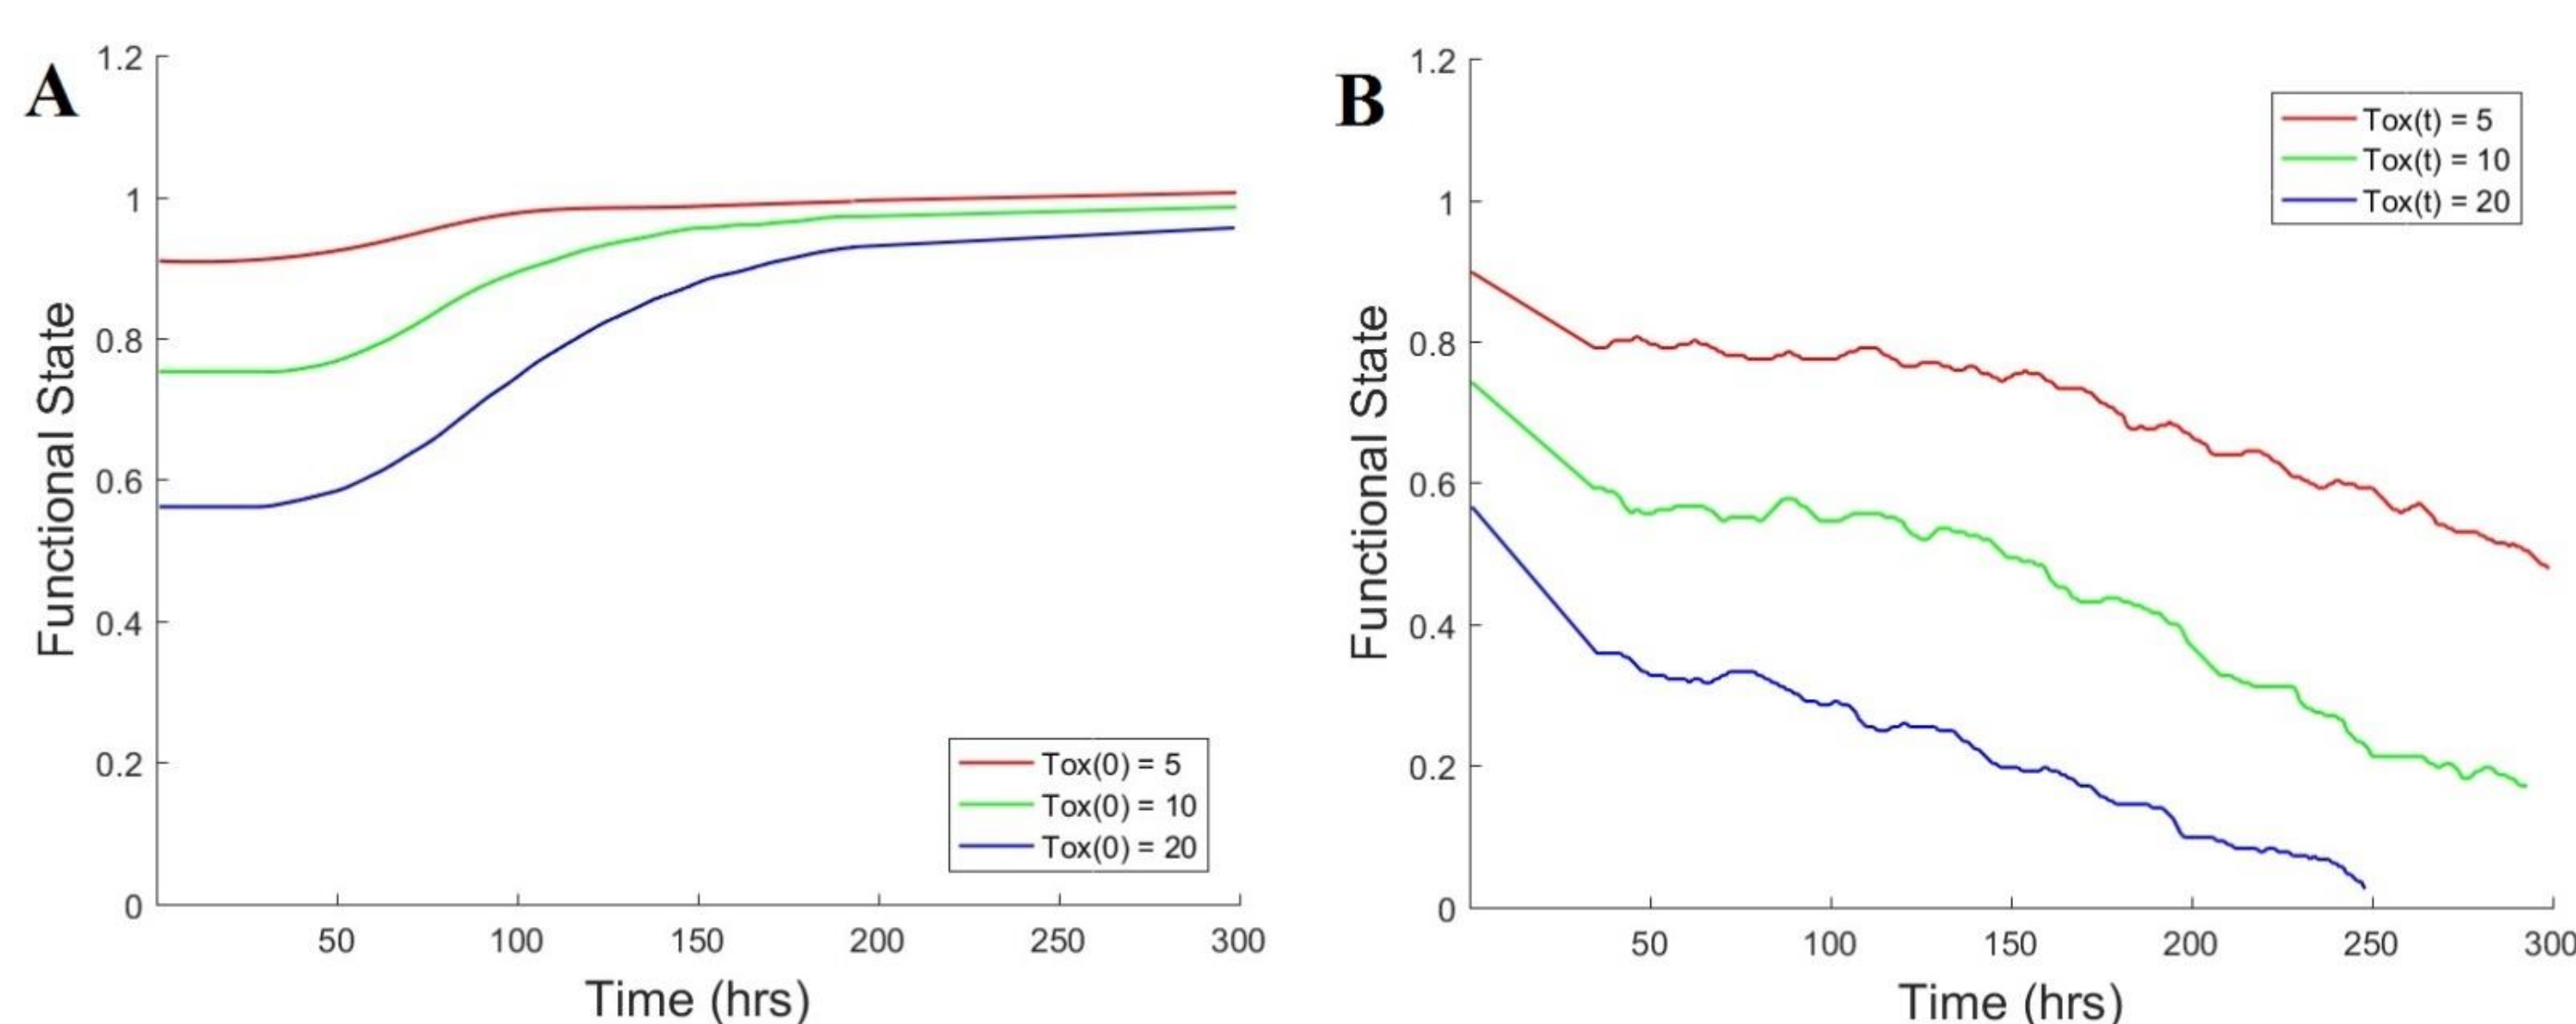 A
1.2
1
0.8
0.6
0.4
0.2
0
Functional State
Tox(0) = 5
Tox(0) = 10
Tox(0) = 20
50 100 150 200 250 300
Time (hrs)
B
1.2
1
0.8
0.6
0.4
0.2
0
Functional State
Tox(t) = 5
Tox(t) = 10
Tox(t) = 20
50 100 150 200 250 300
Time (hrs)